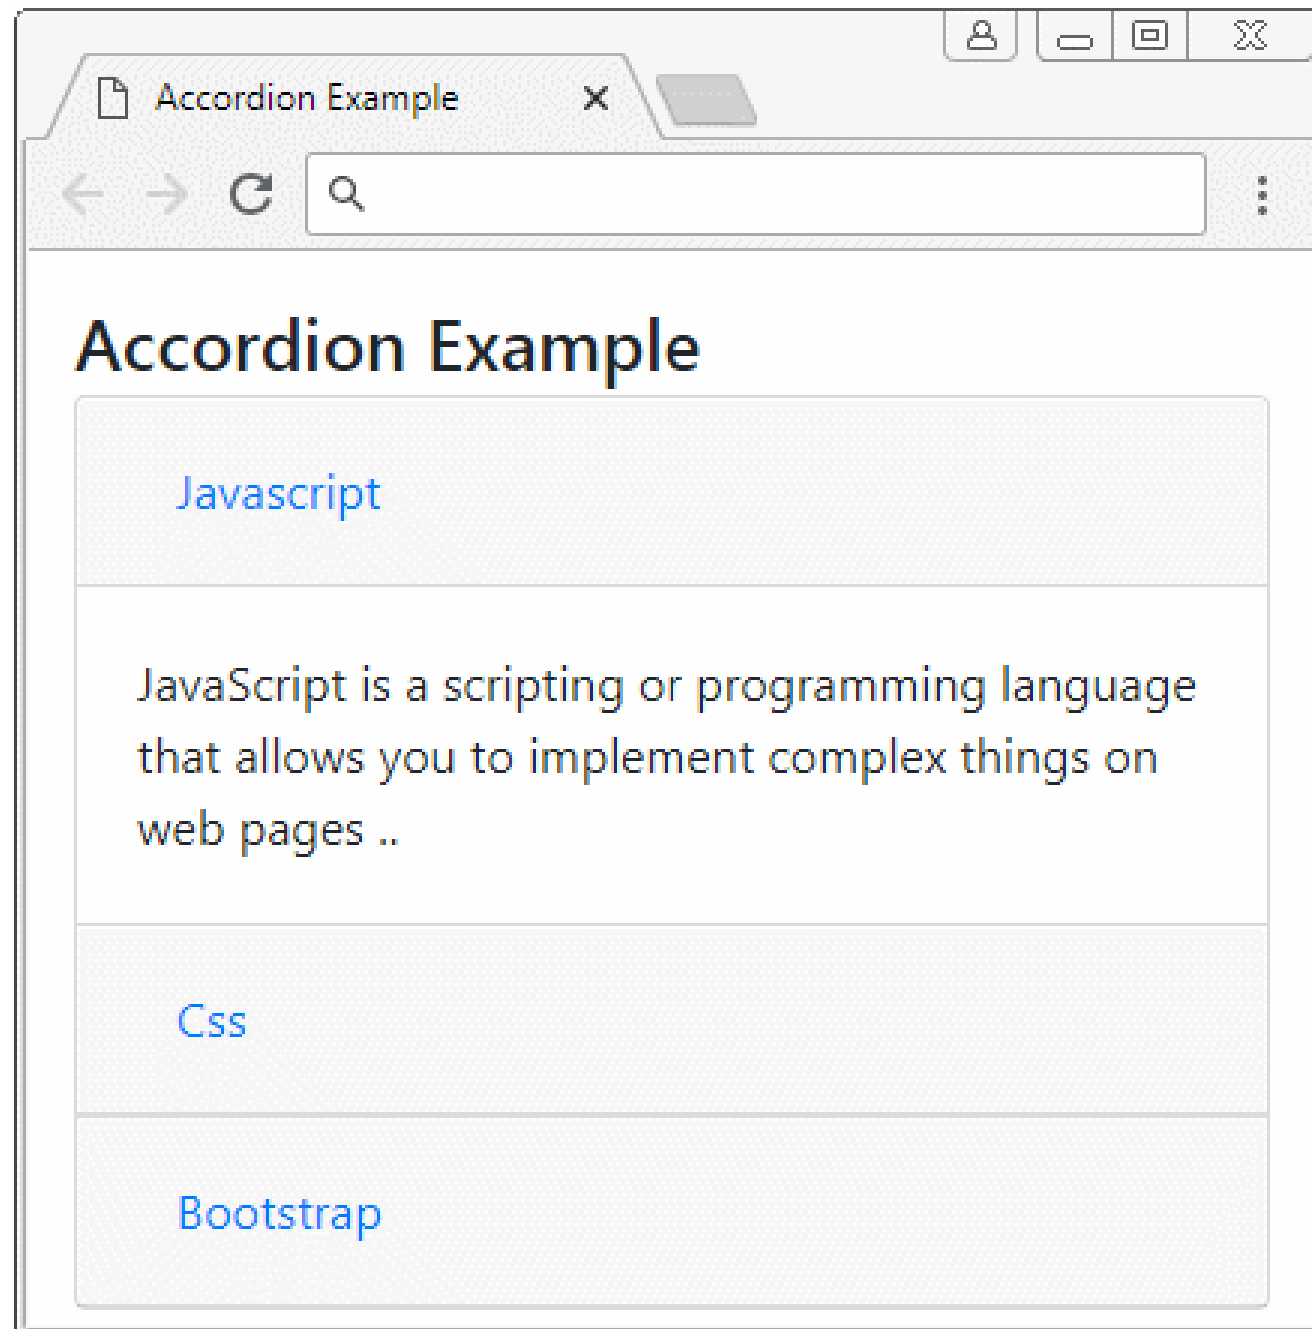 Accordion Example
Accordion Example
Javascript
JavaScript is a scripting or programming language
that allows you to implement complex things on
web pages ..
Css
Bootstrap